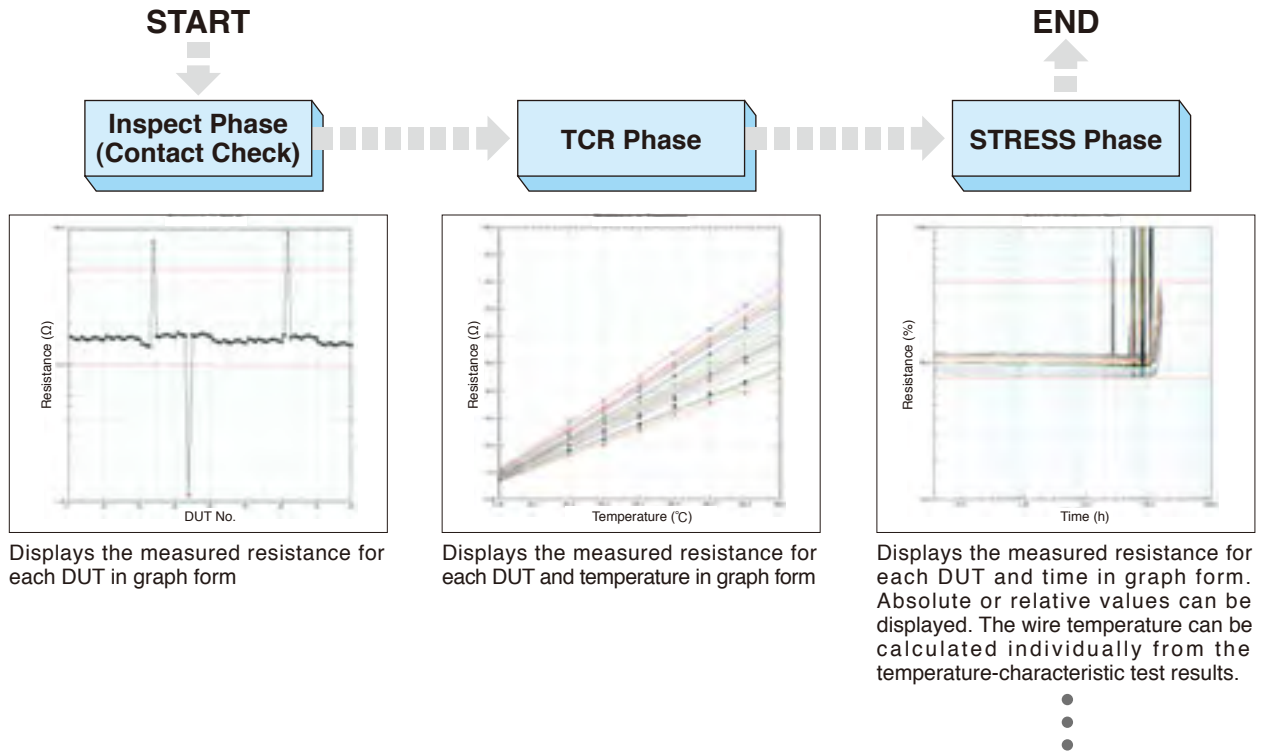 START
END
Inspect Phase
(Contact Check)
TCR Phase
STRESS Phase
Resistance (Ω)
DUT No.
Resistance (Ω)
Temperature (℃)
Resistance (%)
Time (h)
Displays the measured resistance for
each DUT in graph form
Displays the measured resistance for
each DUT and temperature in graph form
Displays the measured resistance for
each DUT and time in graph form.
Absolute or relative values can be
displayed. The wire temperature can be
calculated individually from the
temperature-characteristic test results.